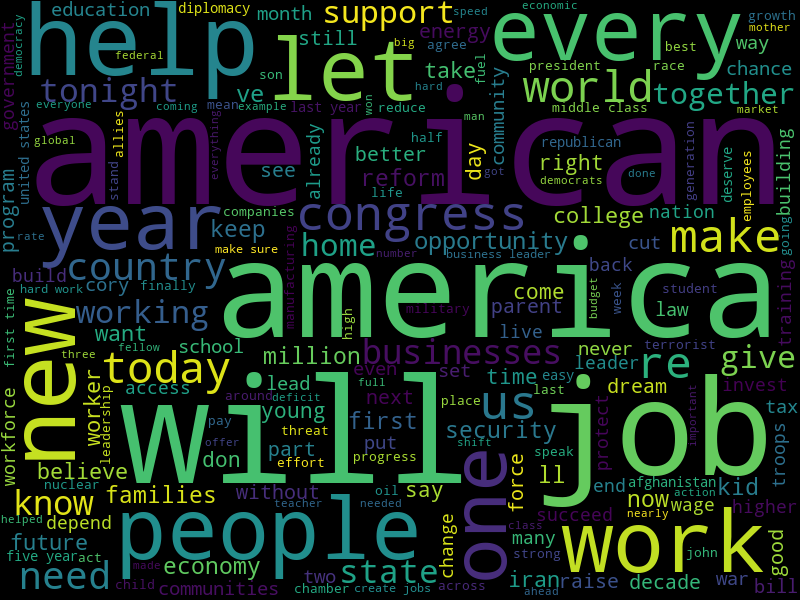 education
diplomacy
month
support
every
economic
growth
mother
speed
help
let
still
energy
agree
best
way
big
president
race
chance
democracy
government
federal
son
take
fuel
hard
world
together
tonight
ve
everyone
coming
mean
example
last year
reduce
won
man
middle class
market
american
global
united states
stand
allies
everything
already
better
half
day
community
got
republican
right
democrats
done
generation
deserve
employees
building
see
reform
life
program
year
companies
congress
college
nation
going
rate
keep
make sure
home
opportunity
business leader
cut
make
country
build
cory
finally
hard work
manufacturing
number
america
parent
come
back
student
budget
week
law
training
working
high
military
live
first time
new
want
school
million
businesses
never
terrorist
leader
re
give
three
fellow
today
even
set
time
easy
dream
invest
access
lead
around
deficit
full
next
place
last
us
workforce
worker
leadership
will
young
first
job
protect
important
tax
troops
pay
offer
threat
put
security
shift
speak
believe
don
part
effort
progress
nuclear
families
without
oil
say
one
force
ll
end
afghanistan
action
kid
know
teacher
needed
now
wage
higher
helped
depend
people
change
class
succeed
nearly
future
many
strong
work
john
good
five year
act
economy
need
made
two
state
iran
raise
decade
war
bill
child
communities
chamber
create jobs
across
ahead